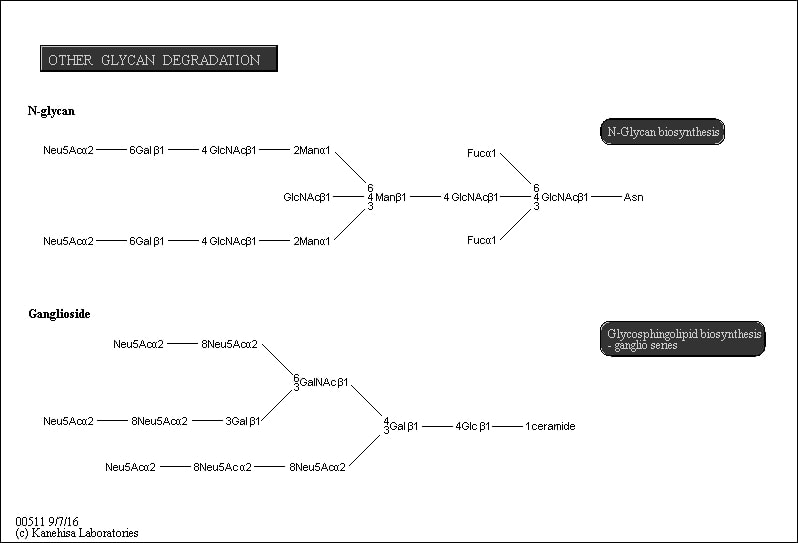 OTHER GLYCAN DEGRADATION
N-glycan
N-Glycan biosynthesis
Neu5Acα2 6Galβ1 4GlcNAcβ1 2Manα1 Fucα1
GlcNAcβ1 6 4 3 Manβ1 4GlcNAcβ1 6 4 3 GlcNAcβ1 Asn
Neu5Acα2 6Galβ1 4GlcNAcβ1 2Manα1 Fucα1
Ganglioside
Glycosphingolipid biosynthesis
- ganglio series
Neu5Acα2 8Neu5Acα2
6 3 GalNAcβ1
Neu5Acα2 8Neu5Acα2 3Galβ1
4 3 Galβ1 4Glcβ1 1ceramide
Neu5Acα2 8Neu5Acα2 8Neu5Acα2
00511 9/7/16
(c) Kanehisa Laboratories